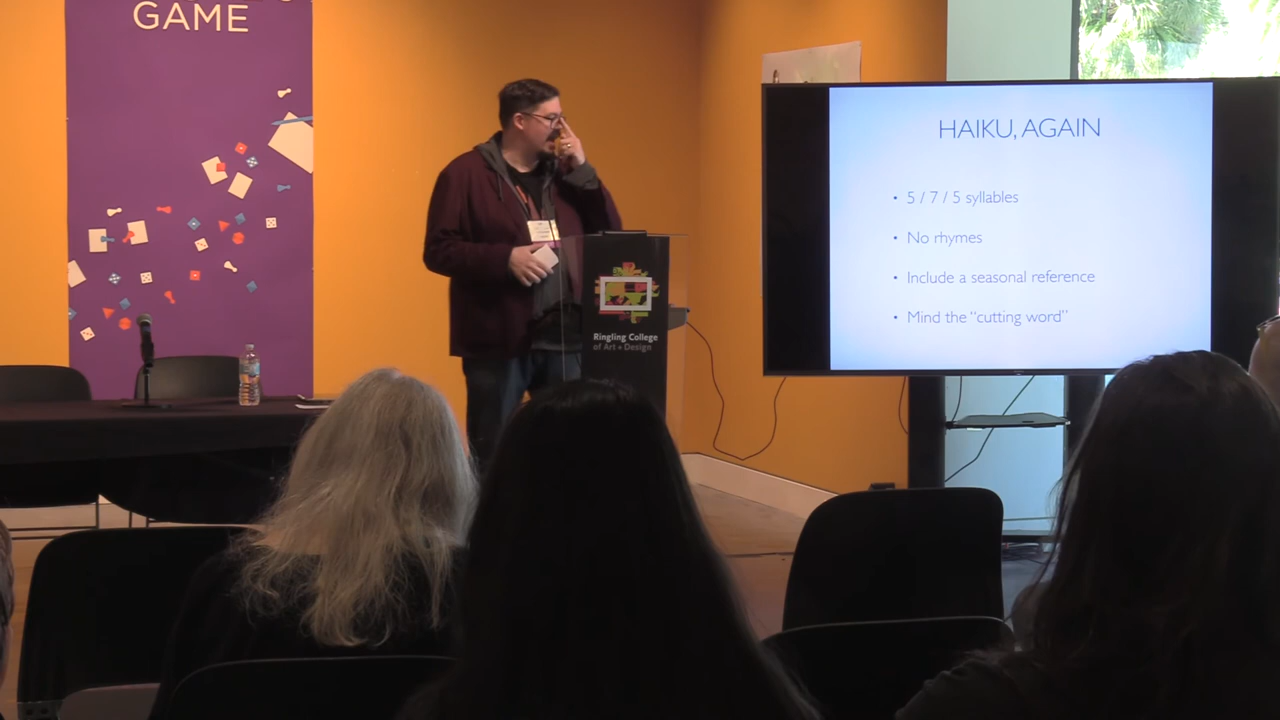 GAME
HAIKU, AGAIN
• 5 / 7 / 5 syllables
• No rhymes
• Include a seasonal reference
• Mind the “cutting word”
Ringling College
of Art + Design